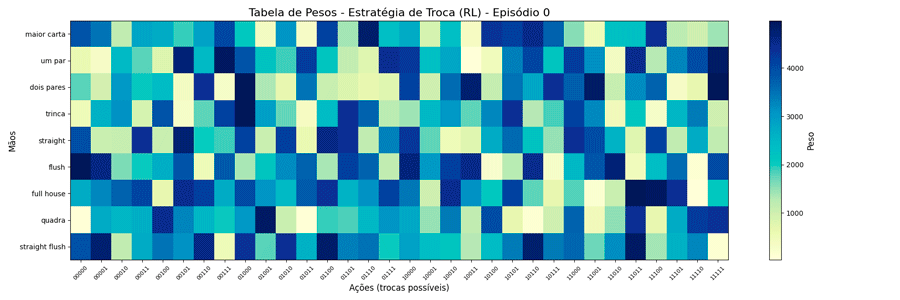 Tabela de Pesos - Estratégia de Troca (RL) - Episódio 0
Mãos
maior carta
um par
dois pares
trinca
straight
flush
full house
quadra
straight flush
00000 00001 00010 00011 00100 00101 00110 00111 01000 01001 01010 01011 01100 01101 01110 01111 10000 10001 10010 10011 10100 10101 10110 10111 11000 11001 11010 11011 11100 11101 11110 11111
Ações (trocas possíveis)
4000
3000
2000
1000
Peso